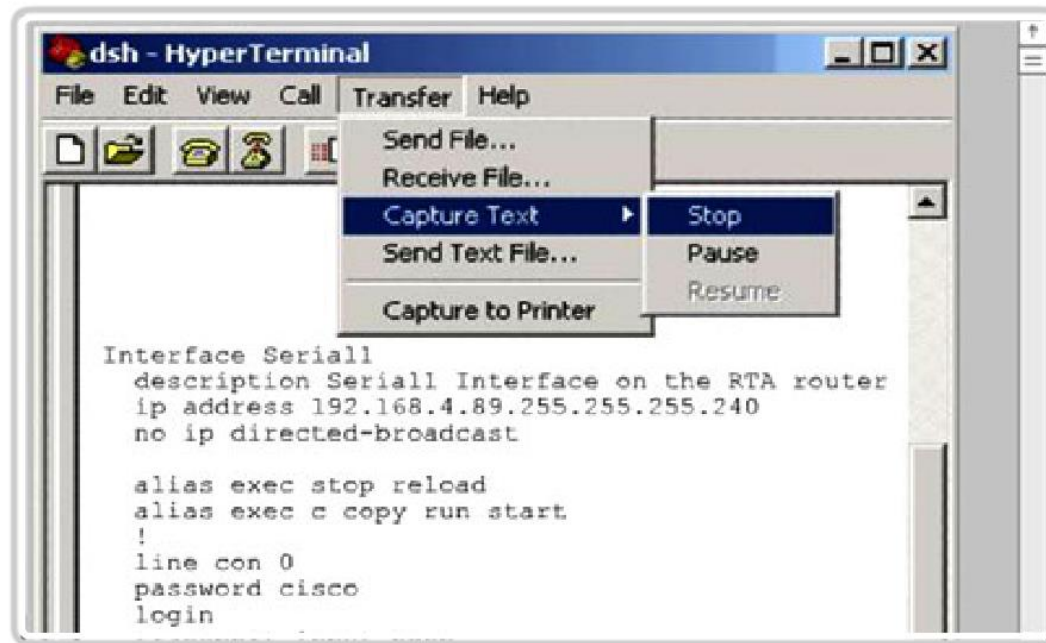 dsh - HyperTerminal
File Edit View Call Transfer Help
Send File...
Receive File...
Capture Text
Stop
Send Text File...
Pause
Resume
Capture to Printer
Interface Serial1
description Serial1 Interface on the RTA router
ip address 192.168.4.89.255.255.255.240
no ip directed-broadcast
alias exec stop reload
alias exec c copy run start
!
line con 0
password cisco
login